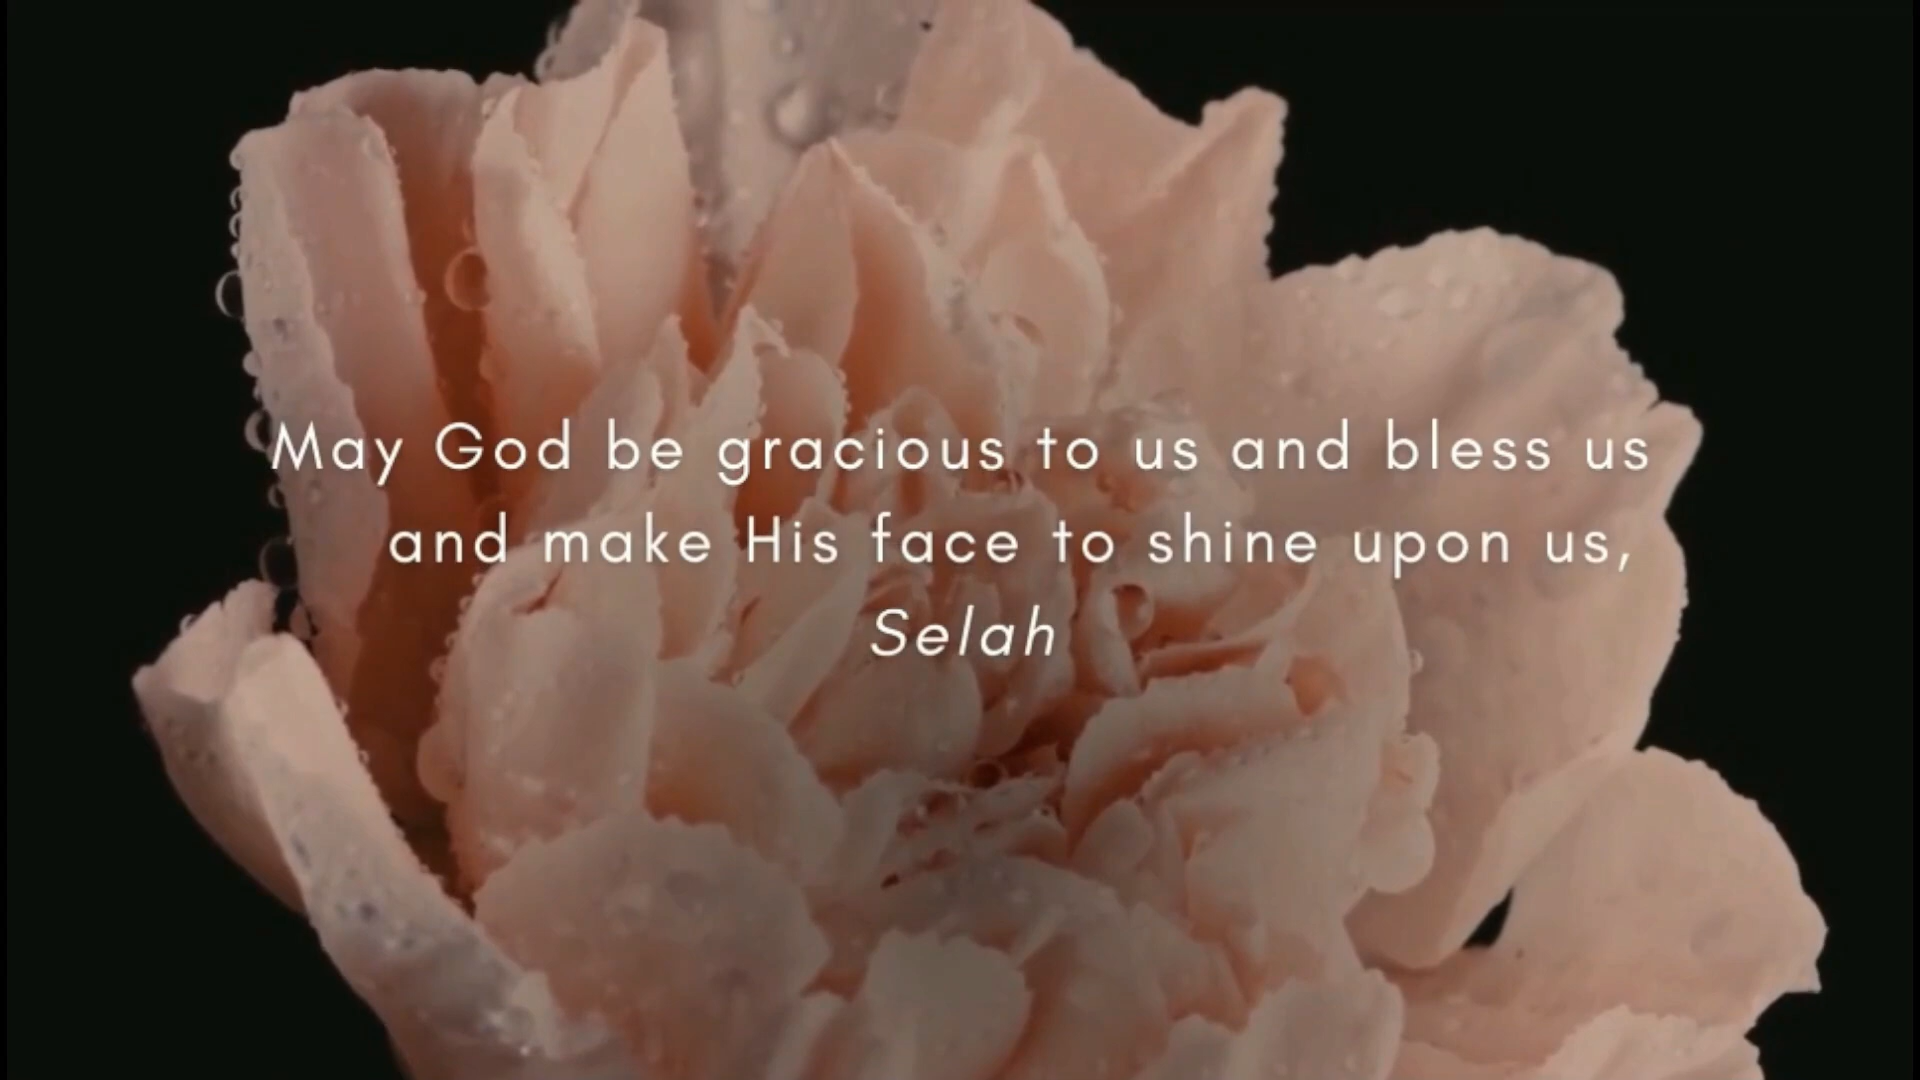 May God be gracious to us and bless us
and make His face to shine upon us,
Selah